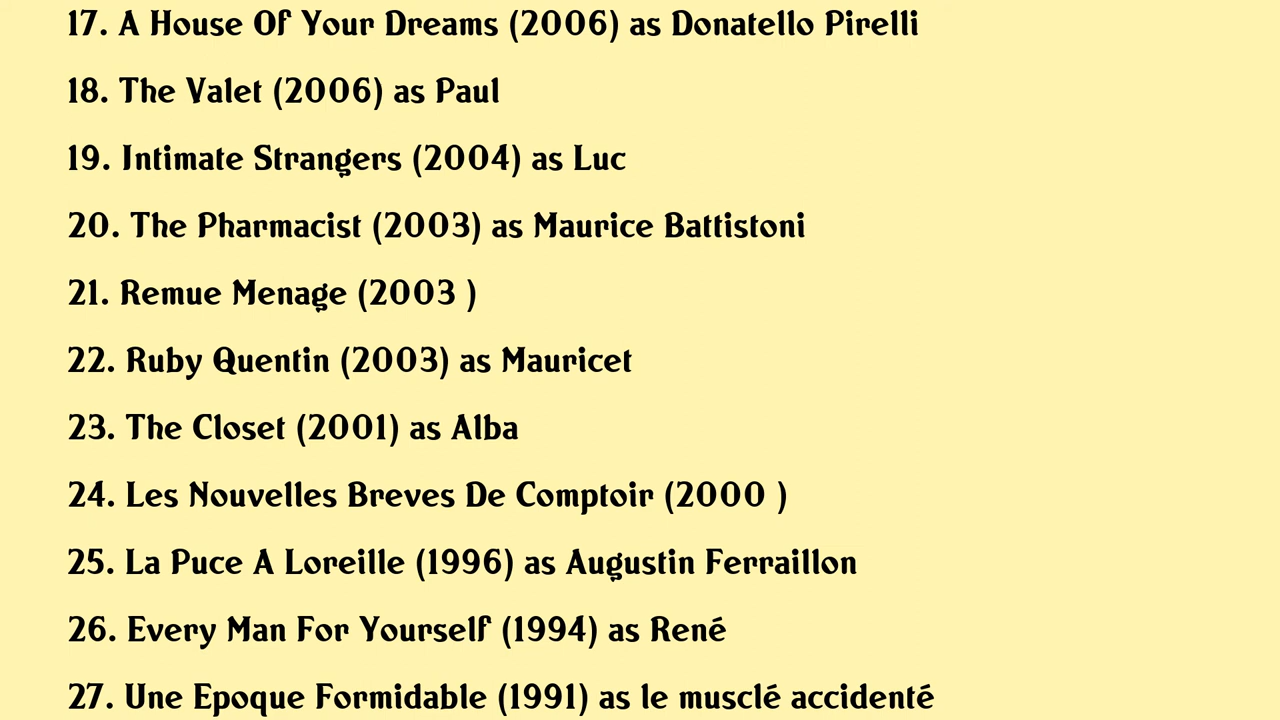 17. A House Of Your Dreams (2006) as Donatello Pirelli
18. The Valet (2006) as Paul
19. Intimate Strangers (2004) as Luc
20. The Pharmacist (2003) as Maurice Battistoni
21. Remue Menage (2003 )
22. Ruby Quentin (2003) as Mauricet
23. The Closet (2001) as Alba
24. Les Nouvelles Breves De Comptoir (2000 )
25. La Puce A Loreille (1996) as Augustin Ferraillon
26. Every Man For Yourself (1994) as René
27. Une Epoque Formidable (1991) as le musclé accidenté